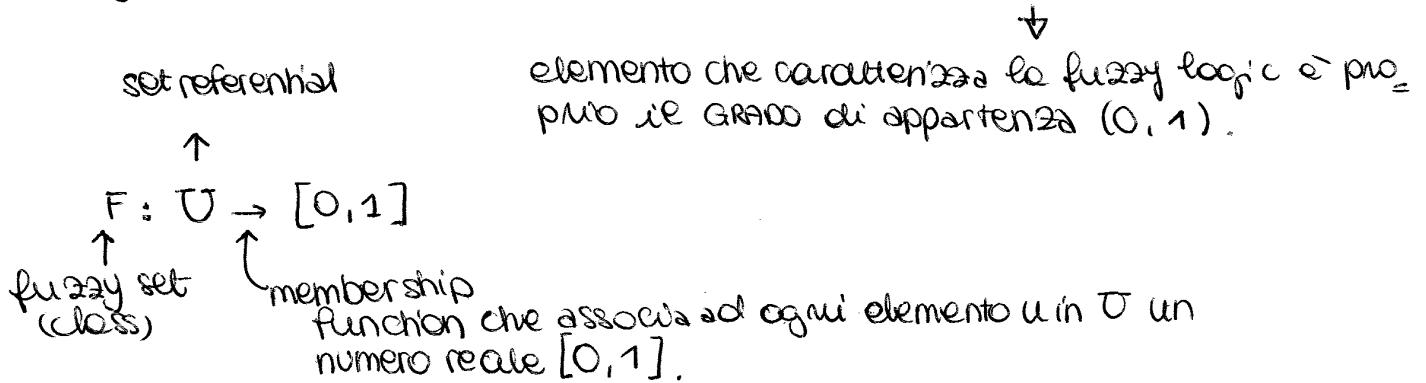 ↓
set referential
elemento che caratterizza la fuzzy logic è pro=
prio il GRADO di appartenza (0,1).
↑
F : U → [0,1]
↑ ↑
fuzzy set
(class)
membership
function che associa ad ogni elemento u in U un
numero reale [0,1].